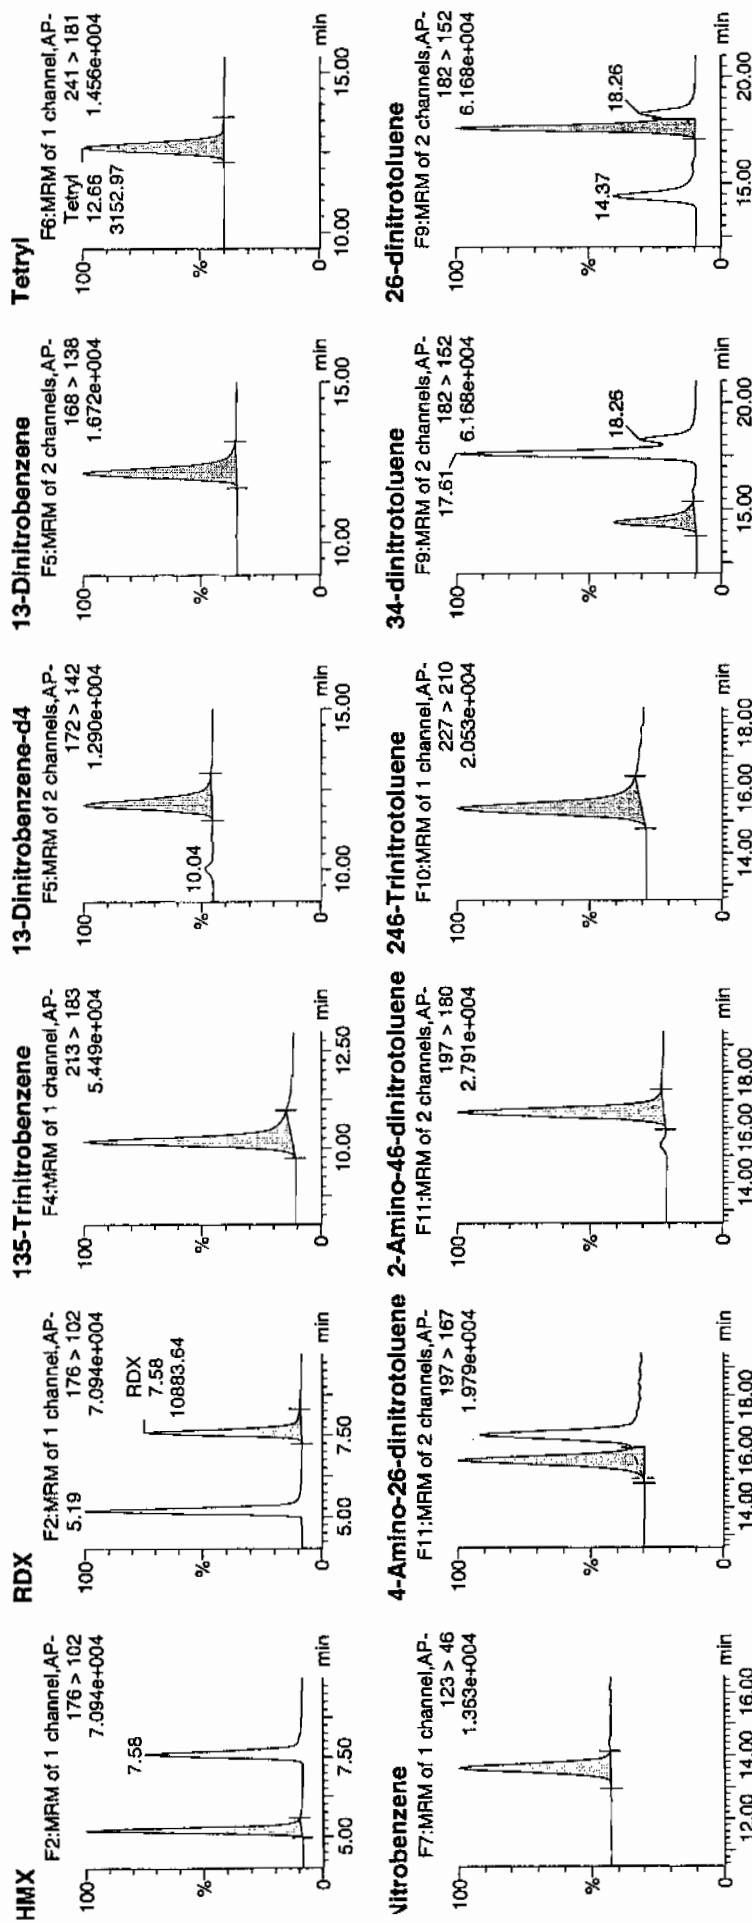 HMX
F2:MRM of 1 channel,AP-
176 > 102
7.094e+004
100
7.58
%
0
5.00
7.50
min
RDX
F2:MRM of 1 channel,AP-
5.19
176 > 102
7.094e+004
100
RDX
7.58
10883.64
%
0
5.00
7.50
min
135-Trinitrobenzene
F4:MRM of 1 channel,AP-
213 > 183
5.449e+004
100
%
0
10.00
12.50
min
13-Dinitrobenzene-d4
F5:MRM of 2 channels,AP-
172 > 142
1.290e+004
100
10.04
%
0
10.00
15.00
min
13-Dinitrobenzene
F5:MRM of 2 channels,AP-
168 > 138
1.672e+004
100
%
0
10.00
15.00
min
Tetryl
F6:MRM of 1 channel,AP-
Tetryl
241 > 181
12.66
1.456e+004
3152.97
100
%
0
10.00
15.00
min
Nitrobenzene
F7:MRM of 1 channel,AP-
123 > 46
1.363e+004
100
%
0
12.00
14.00
16.00
min
4-Amino-26-dinitrotoluene
F11:MRM of 2 channels,AP-
197 > 167
1.979e+004
100
%
0
14.00
16.00
18.00
min
2-Amino-46-dinitrotoluene
F11:MRM of 2 channels,AP-
197 > 180
2.791e+004
100
%
0
14.00
16.00
18.00
min
246-Trinitrotoluene
F10:MRM of 1 channel,AP-
227 > 210
2.053e+004
100
%
0
14.00
16.00
18.00
min
34-dinitrotoluene
F9:MRM of 2 channels,AP-
17.61
182 > 152
6.168e+004
100
18.26
%
0
15.00
20.00
min
26-dinitrotoluene
F9:MRM of 2 channels,AP-
182 > 152
6.168e+004
100
14.37
18.26
%
0
15.00
20.00
min